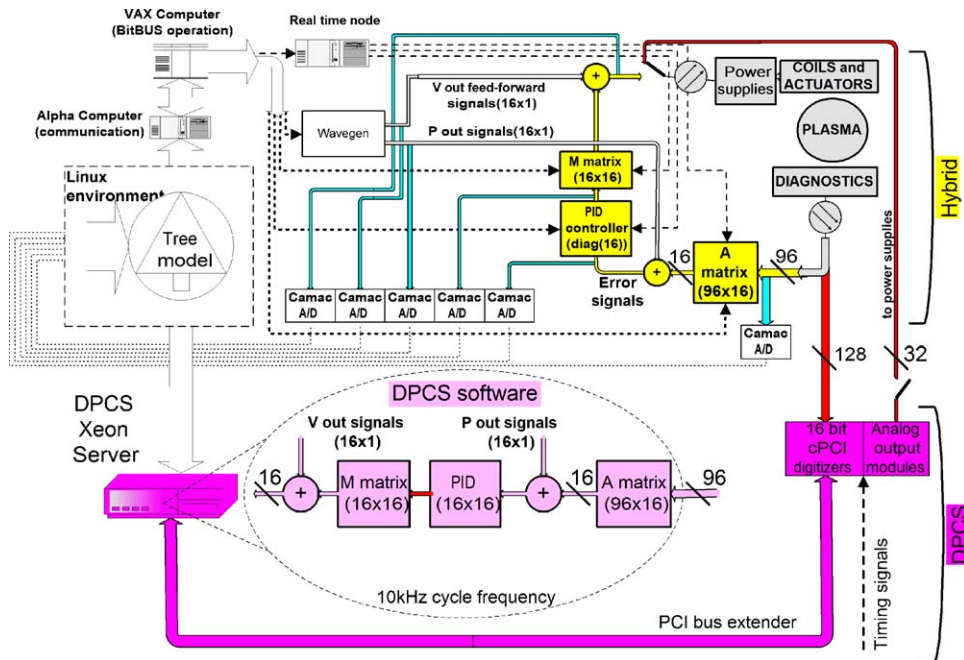 VAX Computer
(BitBUS operation)
Real time node
Alpha Computer
(communication)
Linux
environment
Tree
model
Wavegen
V out feed-forward
signals(16x1)
P out signals(16x1)
+
M matrix
(16x16)
PID
controller
(diag(16))
+
Error
signals
16
A
matrix
(96x16)
96
Power
supplies
COILS and
ACTUATORS
PLASMA
DIAGNOSTICS
Hybrid
to power supplies
Camac
A/D
Camac
A/D
Camac
A/D
Camac
A/D
Camac
A/D
Camac
A/D
128
32
DPCS
Xeon
Server
DPCS software
V out signals
(16x1)
P out signals
(16x1)
16
+
M matrix
(16x16)
PID
(16x16)
+
16
A matrix
(96x16)
96
10kHz cycle frequency
16 bit
cPCI
digitizers
Analog
output
modules
DPCS
Timing signals
PCI bus extender